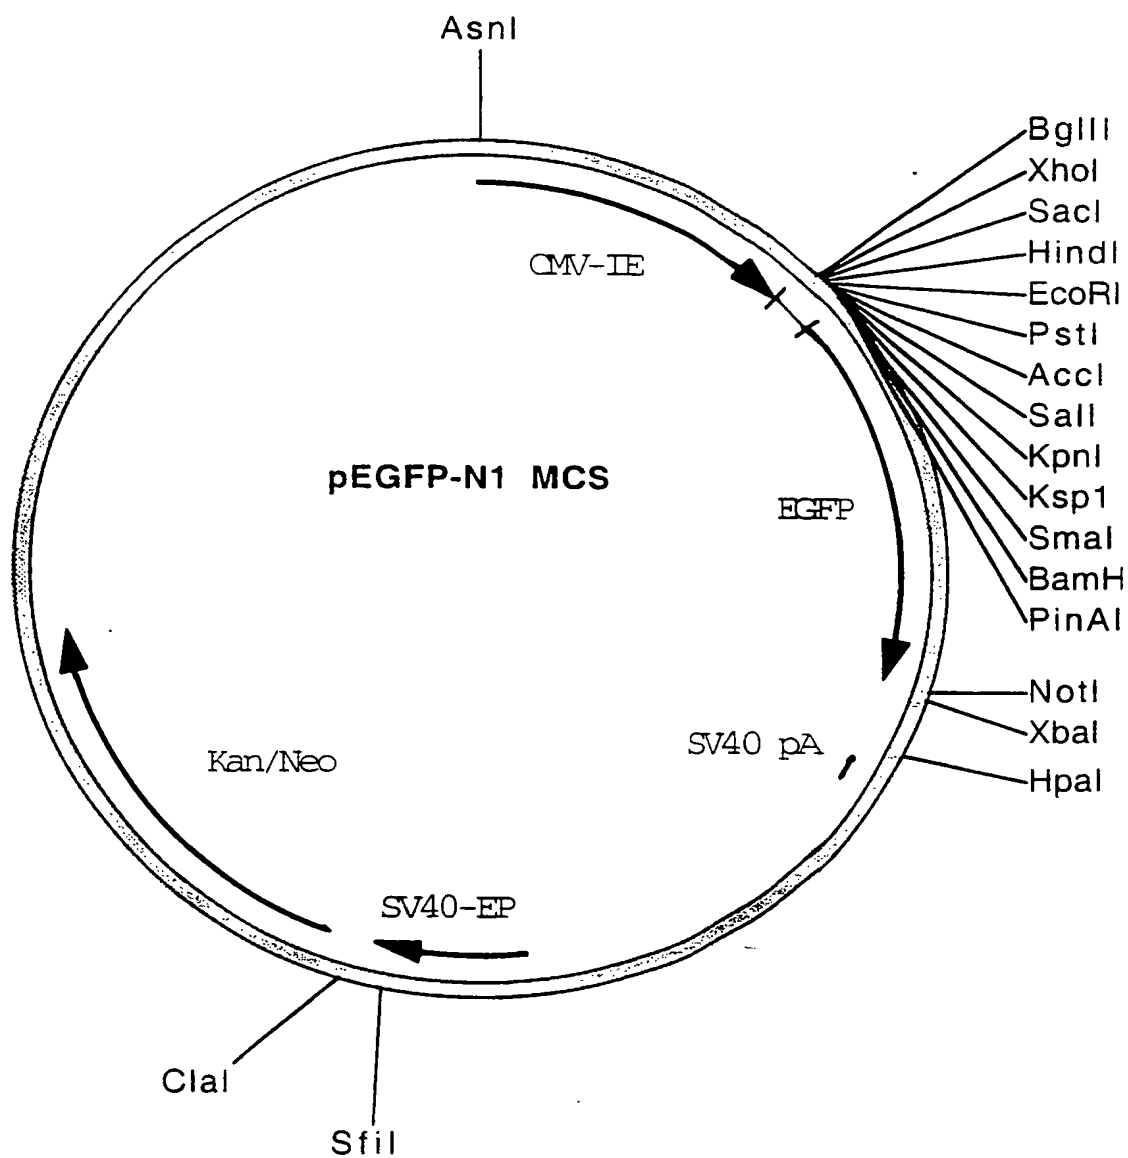 AsnI
BglII
XhoI
SacI
HindI
EcoRI
PstI
AccI
SalI
KpnI
Ksp1
SmaI
BamH
PinAI
NotI
XbaI
HpaI
CMV-IE
pEGFP-N1 MCS
EGFP
SV40 pA
Kan/Neo
SV40-EP
ClaI
SfiI